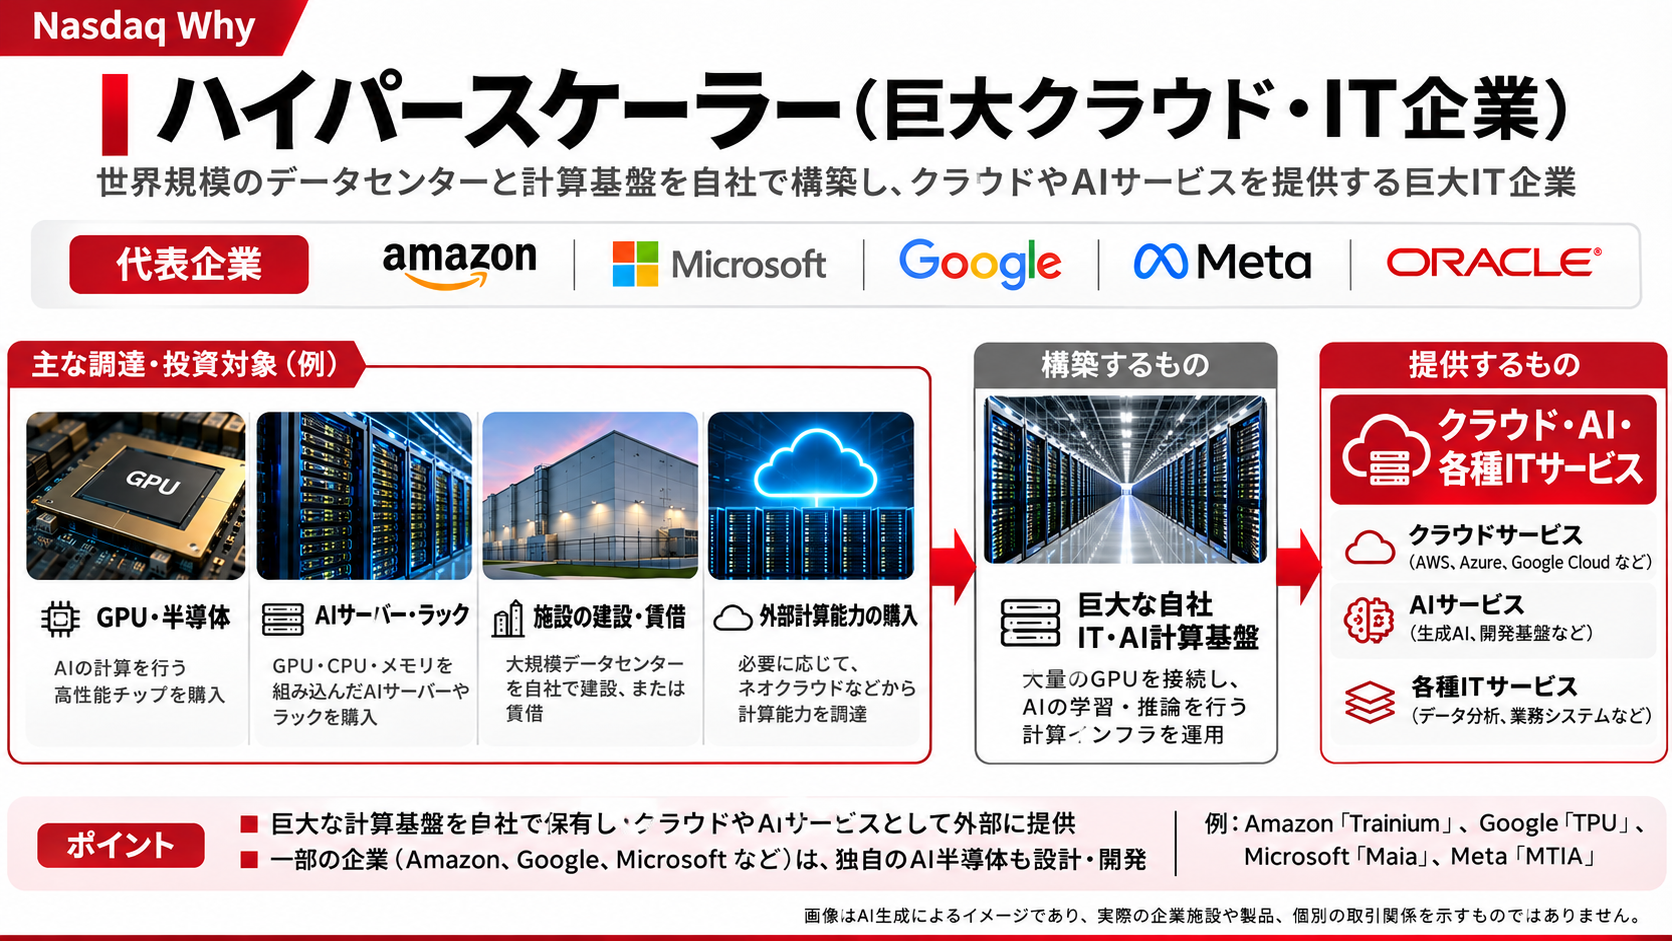 Nasdaq Why
ハイパースケーラー（巨大クラウド・IT企業）
世界規模のデータセンターと計算基盤を自社で構築し、クラウドやAIサービスを提供する巨大IT企業
代表企業
amazon
Microsoft
Google
Meta
ORACLE®
主な調達・投資対象（例）
GPU
GPU・半導体
AIの計算を行う
高性能チップを購入
AIサーバー・ラック
GPU・CPU・メモリを
組み込んだAIサーバーや
ラックを購入
施設の建設・賃借
大規模データセンター
を自社で建設、または
賃借
外部計算能力の購入
必要に応じて、
ネオクラウドなどから
計算能力を調達
構築するもの
巨大な自社
IT・AI計算基盤
大量のGPUを接続し、
AIの学習・推論を行う
計算インフラを運用
提供するもの
クラウド・AI・
各種ITサービス
クラウドサービス
（AWS、Azure、Google Cloud など）
AIサービス
（生成AI、開発基盤など）
各種ITサービス
（データ分析、業務システムなど）
ポイント
■ 巨大な計算基盤を自社で保有し・クラウドやAIサービスとして外部に提供
■ 一部の企業（Amazon、Google、Microsoft など）は、独自のAI半導体も設計・開発
例：Amazon「Trainium」、Google「TPU」、
Microsoft「Maia」、Meta「MTIA」
画像はAI生成によるイメージであり、実際の企業施設や製品、個別の取引関係を示すものではありません。